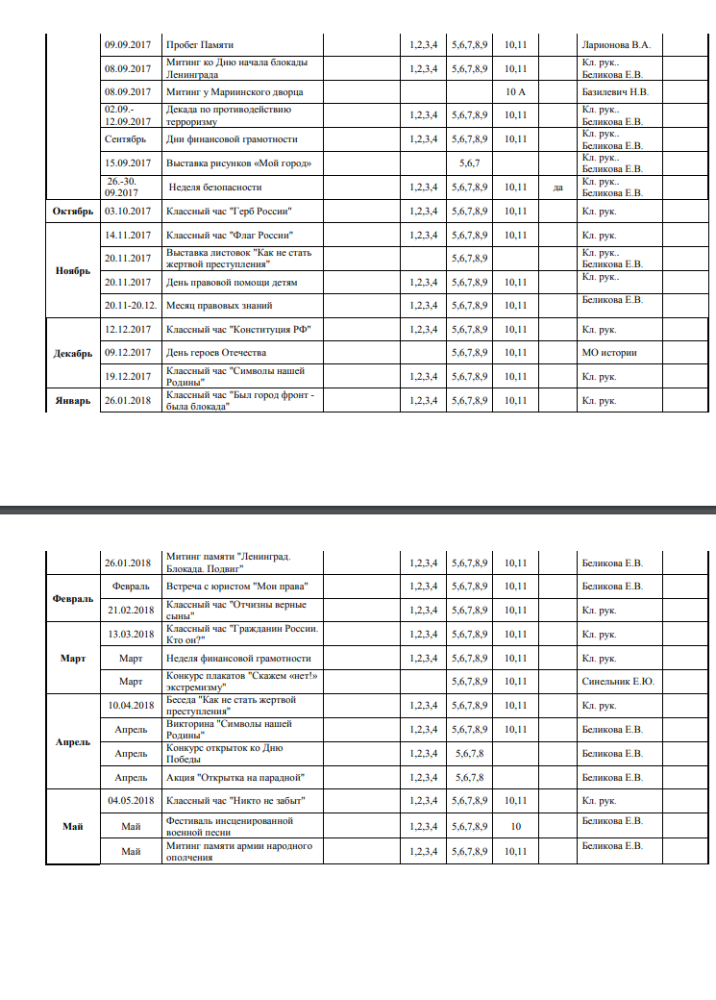 09.09.2017 Пробег Памяти 1,2,3,4 5,6,7,8,9 10,11 Ларионова В.А.
08.09.2017 Митинг ко Дню начала блокады Ленинграда 1,2,3,4 5,6,7,8,9 10,11 Кл. рук.. Беликова Е.В.
08.09.2017 Митинг у Мариинского дворца 10 А Базилевич Н.В.
02.09.- 12.09.2017 Декада по противодействию терроризму 1,2,3,4 5,6,7,8,9 10,11 Кл. рук.. Беликова Е.В.
Сентябрь Дни финансовой грамотности 1,2,3,4 5,6,7,8,9 10,11 Кл. рук.. Беликова Е.В.
15.09.2017 Выставка рисунков «Мой город» 5,6,7 Кл. рук.. Беликова Е.В.
26.-30. 09.2017 Неделя безопасности 1,2,3,4 5,6,7,8,9 10,11 да Кл. рук.. Беликова Е.В.
Октябрь 03.10.2017 Классный час "Герб России" 1,2,3,4 5,6,7,8,9 10,11 Кл. рук.
Ноябрь 14.11.2017 Классный час "Флаг России" 1,2,3,4 5,6,7,8,9 10,11 Кл. рук.
20.11.2017 Выставка листовок "Как не стать жертвой преступления" 5,6,7,8,9 Кл. рук.. Беликова Е.В.
20.11.2017 День правовой помощи детям 1,2,3,4 5,6,7,8,9 10,11 Кл. рук..
20.11-20.12. Месяц правовых знаний 1,2,3,4 5,6,7,8,9 10,11 Беликова Е.В.
Декабрь 12.12.2017 Классный час "Конституция РФ" 1,2,3,4 5,6,7,8,9 10,11 Кл. рук.
09.12.2017 День героев Отечества 5,6,7,8,9 10,11 МО истории
19.12.2017 Классный час "Символы нашей Родины" 1,2,3,4 5,6,7,8,9 10,11 Кл. рук.
Январь 26.01.2018 Классный час "Был город фронт - была блокада" 1,2,3,4 5,6,7,8,9 10,11 Кл. рук.
26.01.2018 Митинг памяти "Ленинград. Блокада. Подвиг" 1,2,3,4 5,6,7,8,9 10,11 Беликова Е.В.
Февраль Февраль Встреча с юристом "Мои права" 1,2,3,4 5,6,7,8,9 10,11 Беликова Е.В.
21.02.2018 Классный час "Отчизны верные сыны" 1,2,3,4 5,6,7,8,9 10,11 Кл. рук.
Март 13.03.2018 Классный час "Гражданин России. Кто он?" 1,2,3,4 5,6,7,8,9 10,11 Кл. рук.
Март Неделя финансовой грамотности 1,2,3,4 5,6,7,8,9 10,11 Кл. рук.
Март Конкурс плакатов "Скажем «нет!» экстремизму" 5,6,7,8,9 10,11 Синельник Е.Ю.
Апрель 10.04.2018 Беседа "Как не стать жертвой преступления" 1,2,3,4 5,6,7,8,9 10,11 Кл. рук.
Апрель Викторина "Символы нашей Родины" 1,2,3,4 5,6,7,8,9 10,11 Беликова Е.В.
Апрель Конкурс открыток ко Дню Победы 1,2,3,4 5,6,7,8 Беликова Е.В.
Апрель Акция "Открытка на парадной" 1,2,3,4 5,6,7,8 Беликова Е.В.
Май 04.05.2018 Классный час "Никто не забыт" 1,2,3,4 5,6,7,8,9 10,11 Кл. рук.
Май Фестиваль инсценированной военной песни 1,2,3,4 5,6,7,8,9 10 Беликова Е.В.
Май Митинг памяти армии народного ополчения 1,2,3,4 5,6,7,8,9 10,11 Беликова Е.В.